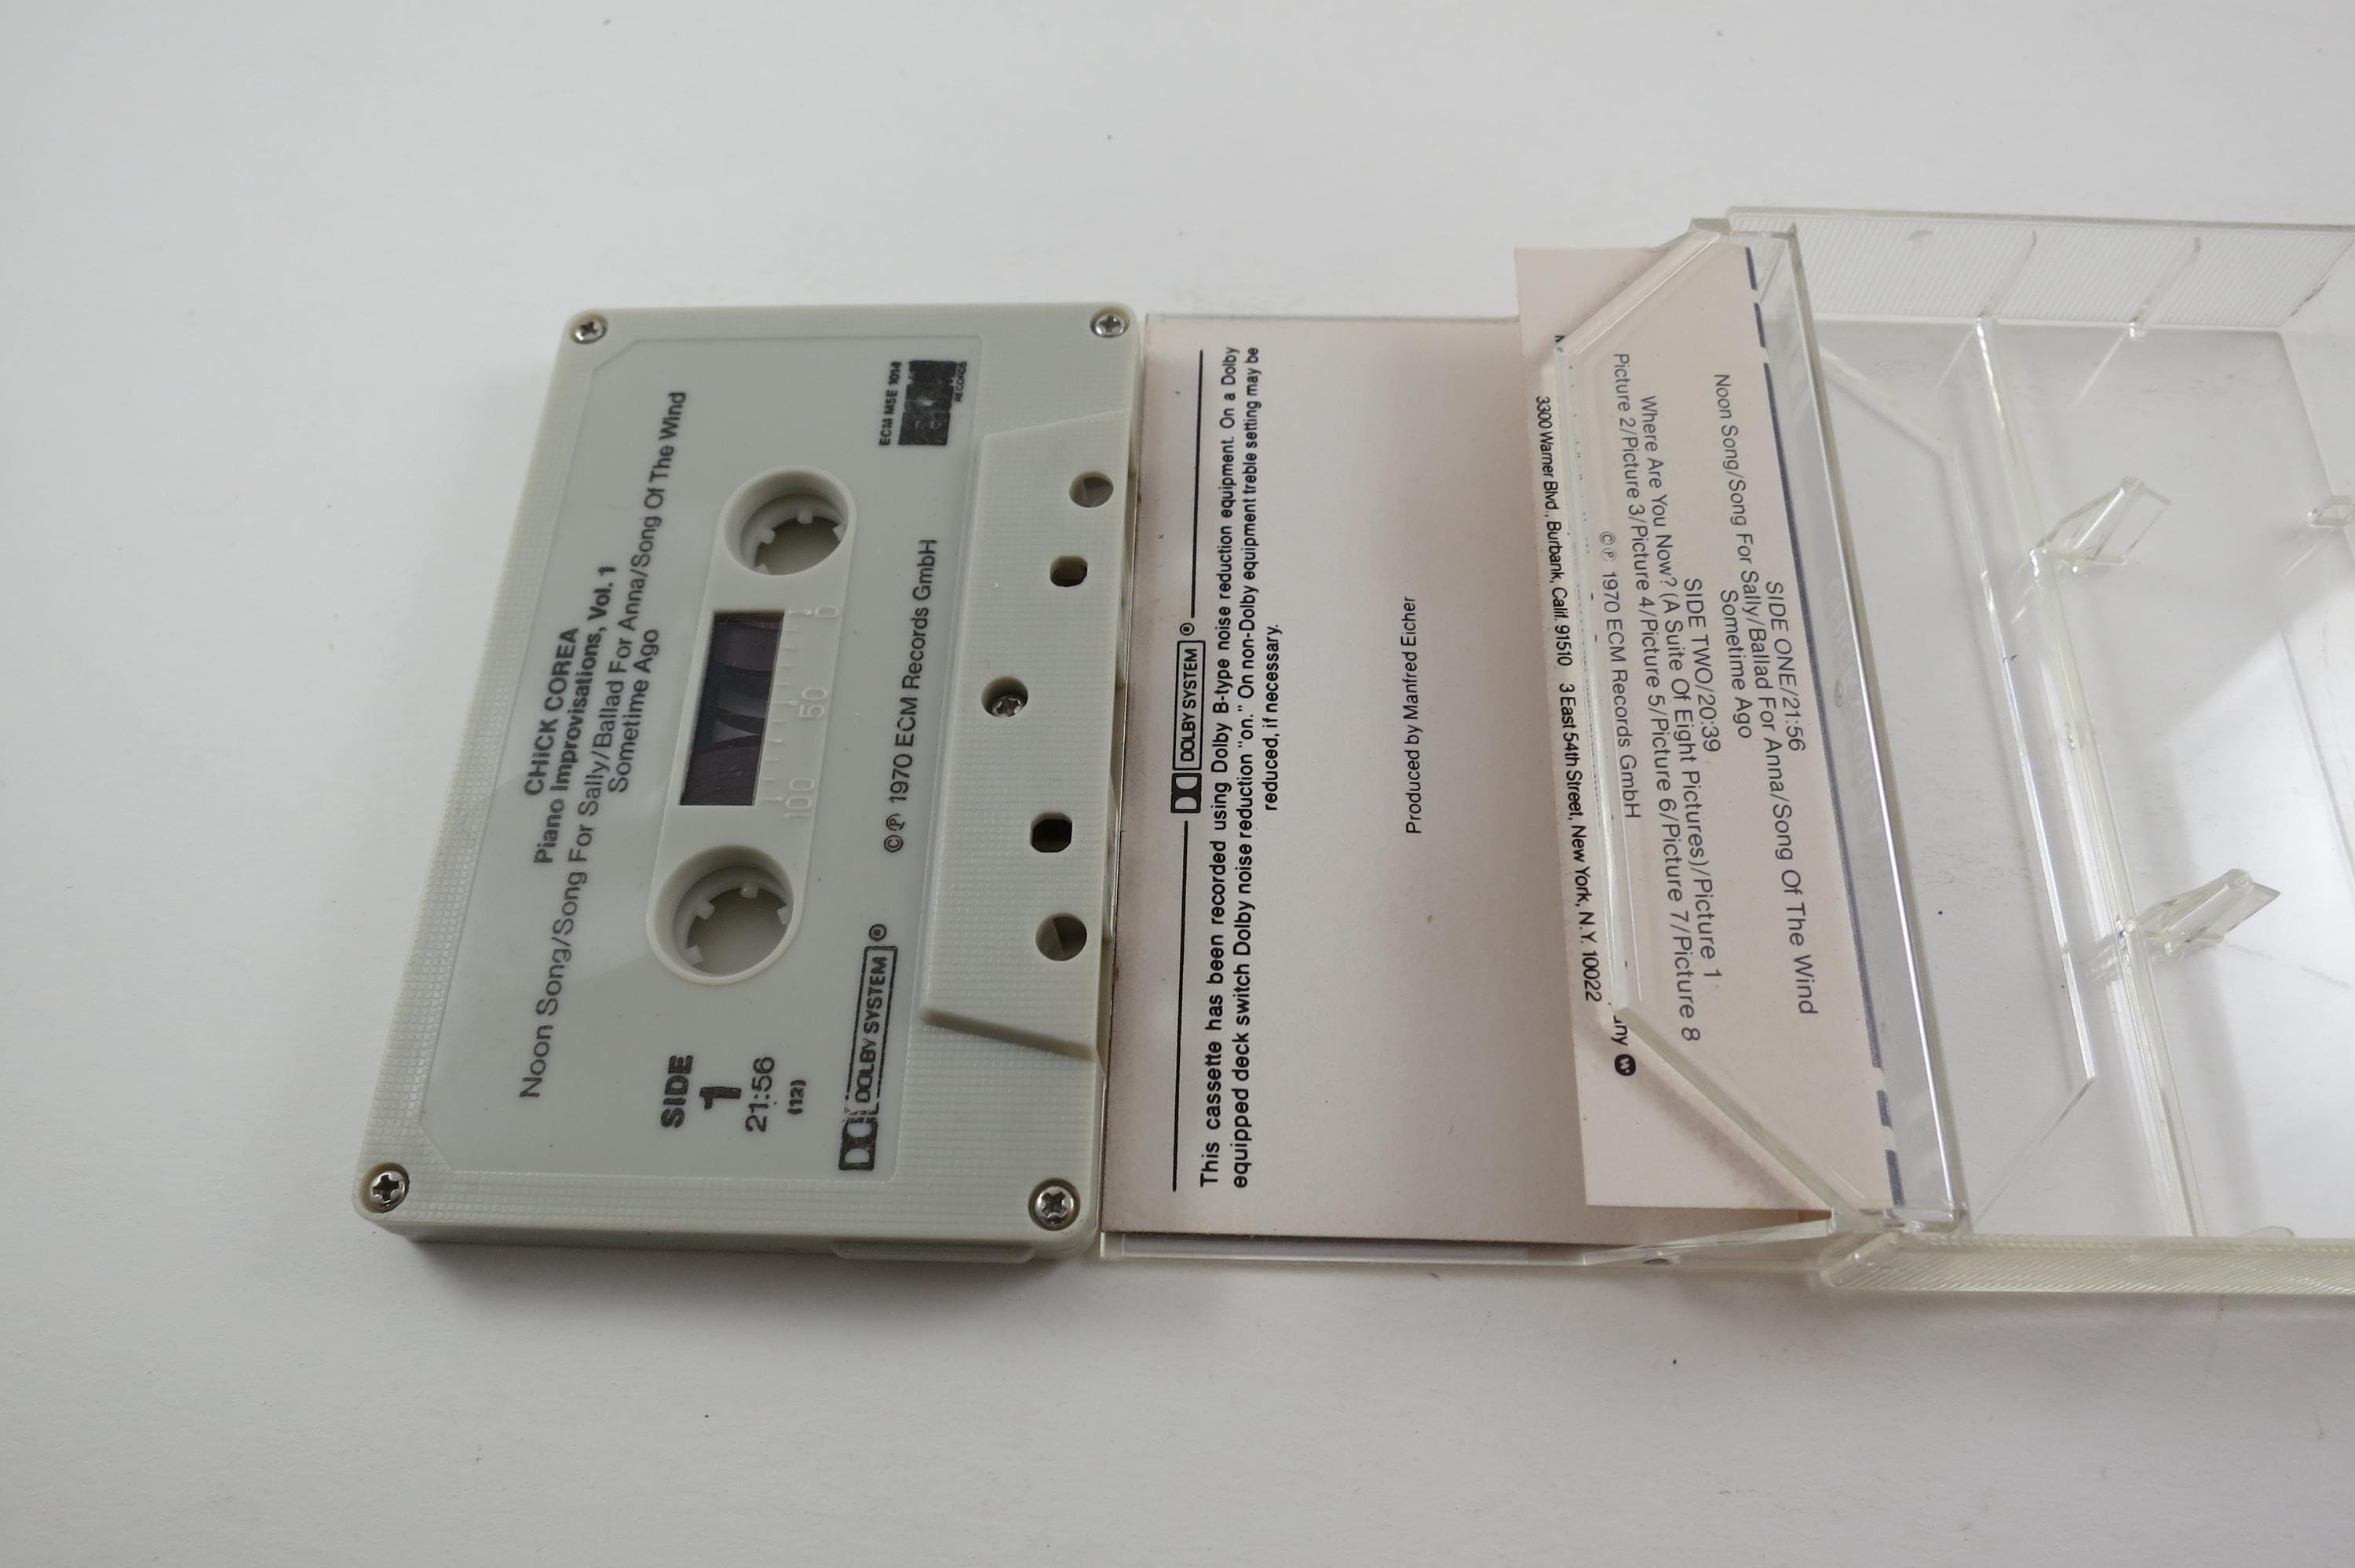 CHICK COREA
Piano Improvisations, Vol. 1
Noon Song/Song For Sally/Ballad For Anna/Song Of The Wind
Sometime Ago
ECM M5E 1014
RECORDS
0
50
100
SIDE
1
21:56
(12)
Ⓒ Ⓟ 1970 ECM Records GmbH
DOLBY SYSTEM ®
DOLBY SYSTEM ®
This cassette has been recorded using Dolby B-type noise reduction equipment. On a Dolby
equipped deck switch Dolby noise reduction "on." On non-Dolby equipment treble setting may be
reduced, if necessary.
Produced by Manfred Eicher
SIDE ONE/21:56
Noon Song/Song For Sally/Ballad For Anna/Song Of The Wind
Sometime Ago
SIDE TWO/20:39
Where Are You Now? (A Suite Of Eight Pictures)/Picture 1
Picture 2/Picture 3/Picture 4/Picture 5/Picture 6/Picture 7/Picture 8
Ⓒ Ⓟ 1970 ECM Records GmbH
3300 Warner Blvd., Burbank, Calif. 91510 3 East 54th Street, New York, N.Y. 10022